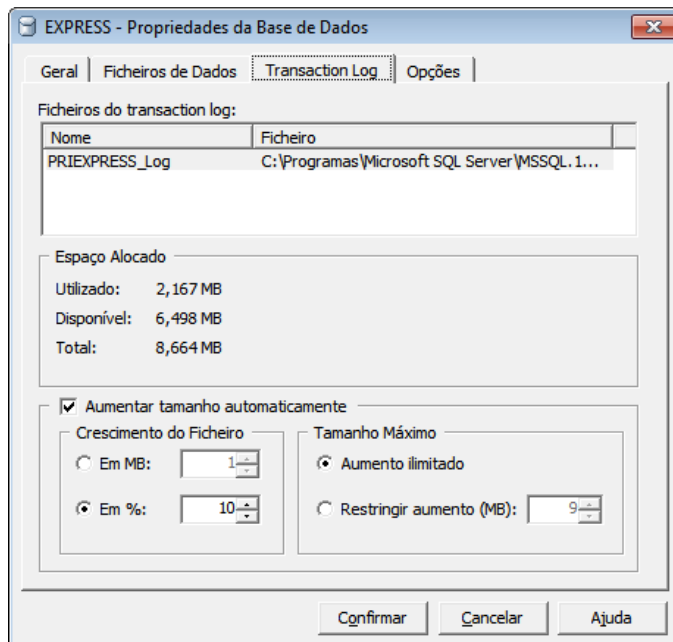 EXPRESS - Propriedades da Base de Dados
Geral Ficheiros de Dados Transaction Log Opções
Ficheiros do transaction log:
Nome Ficheiro
PRIEXPRESS_Log C:\Programas\Microsoft SQL Server\MSSQL.1...
Espaço Alocado
Utilizado: 2,167 MB
Disponível: 6,498 MB
Total: 8,664 MB
Aumentar tamanho automaticamente
Crescimento do Ficheiro Tamanho Máximo
Em MB: 1 Aumento ilimitado
Em %: 10 Restringir aumento (MB): 9
Confirmar Cancelar Ajuda